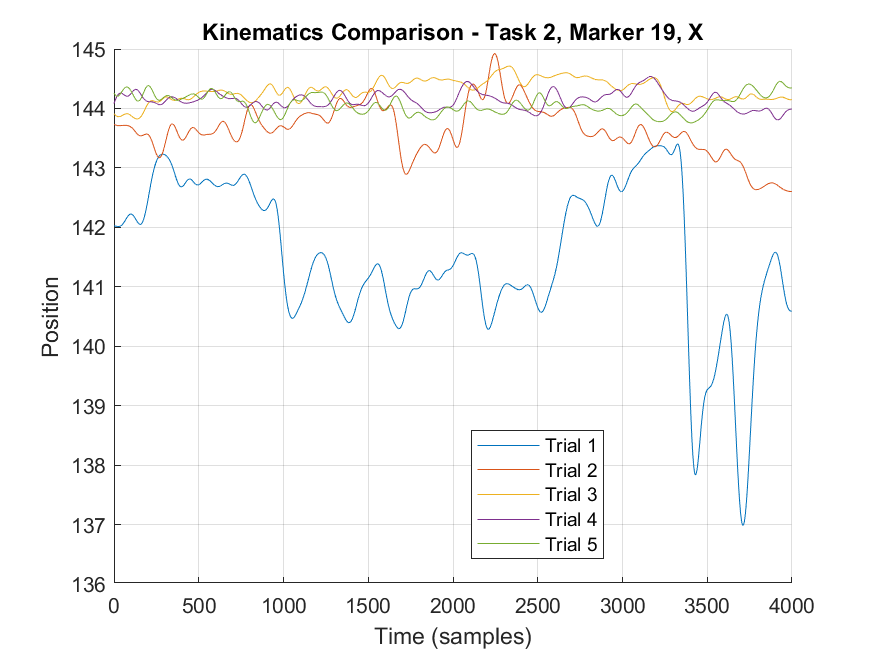 Kinematics Comparison - Task 2, Marker 19, X
145
144
143
142
141
140
139
138
137
136
Position
Trial 1
Trial 2
Trial 3
Trial 4
Trial 5
0 500 1000 1500 2000 2500 3000 3500 4000
Time (samples)